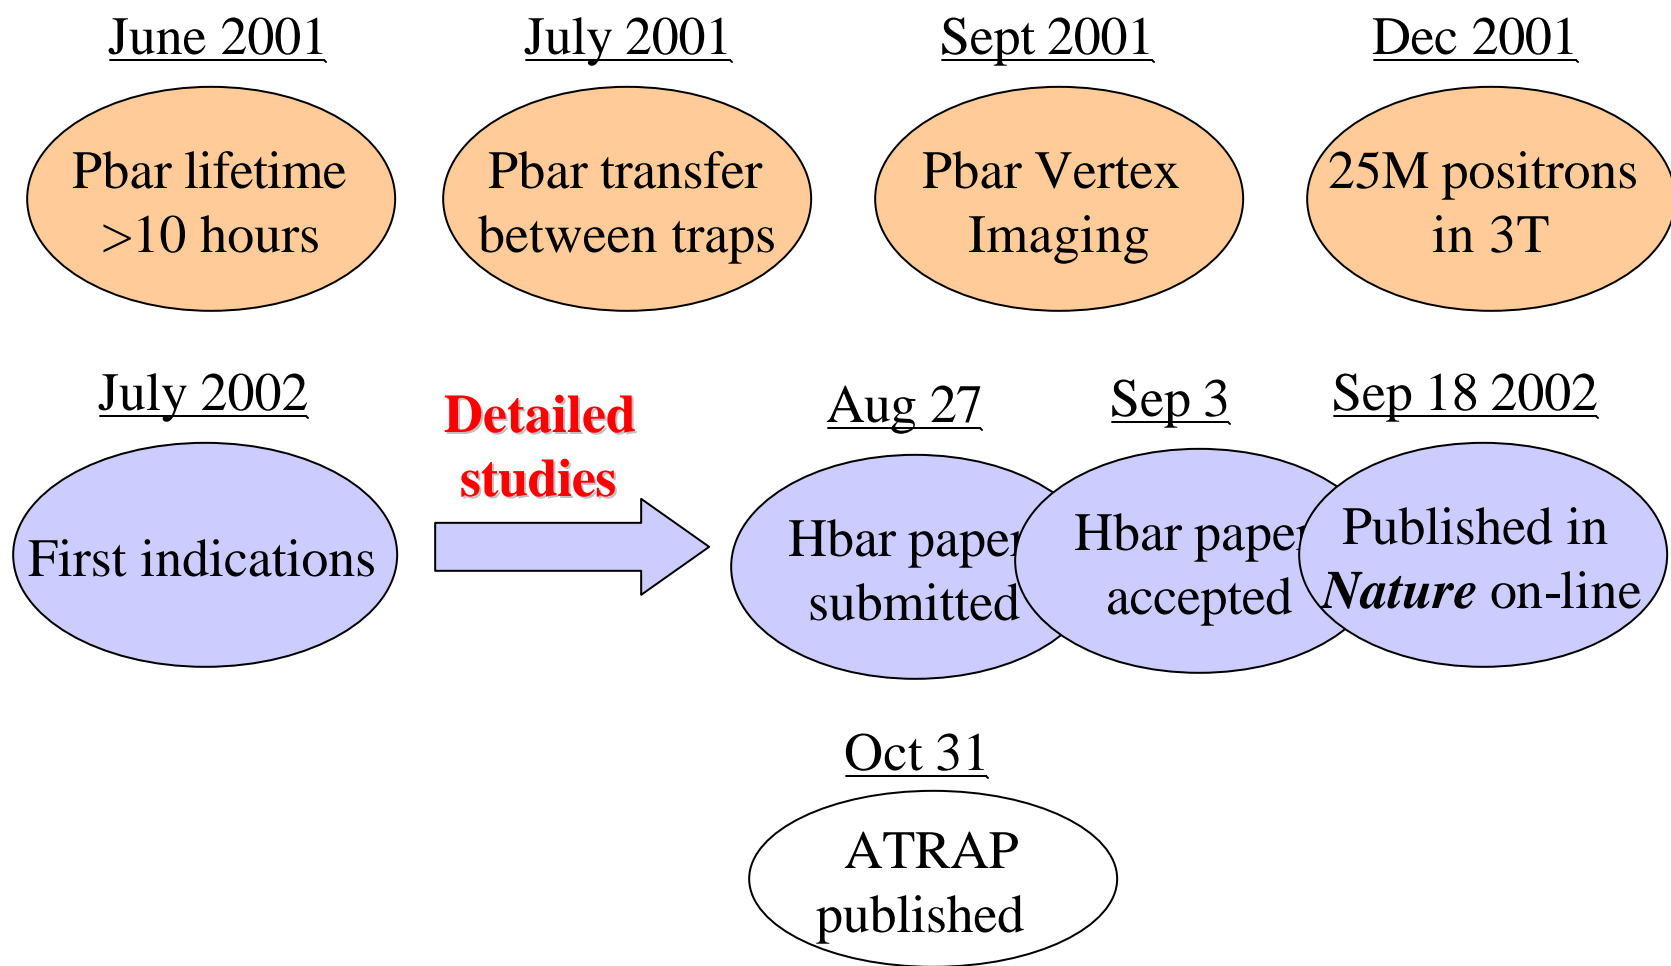 June 2001
Pbar lifetime
>10 hours
July 2001
Pbar transfer
between traps
Sept 2001
Pbar Vertex
Imaging
Dec 2001
25M positrons
in 3T
July 2002
First indications
Detailed
studies
Aug 27
Hbar paper
submitted
Sep 3
Hbar paper
accepted
Sep 18 2002
Published in
Nature on-line
Oct 31
ATRAP
published